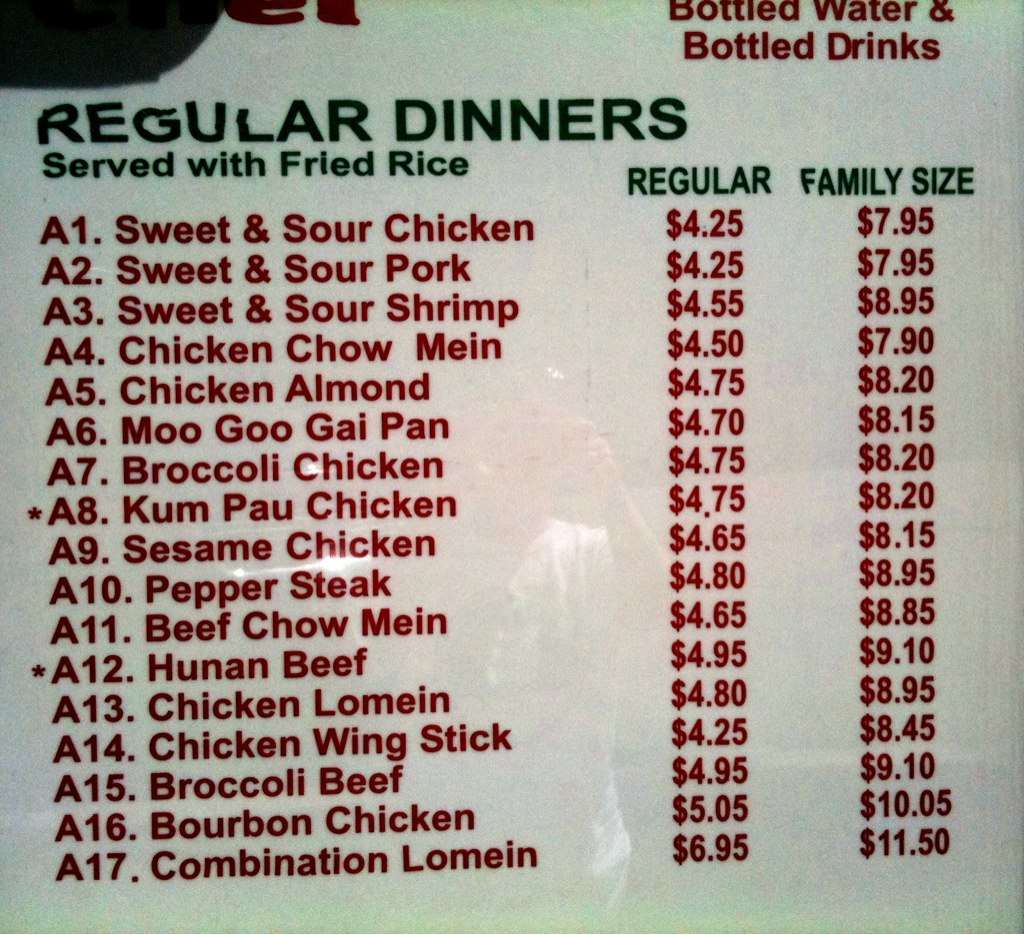 Bottled Water &
Bottled Drinks
REGULAR DINNERS
Served with Fried Rice
REGULAR FAMILY SIZE
A1. Sweet & Sour Chicken $4.25 $7.95
A2. Sweet & Sour Pork $4.25 $7.95
A3. Sweet & Sour Shrimp $4.55 $8.95
A4. Chicken Chow Mein $4.50 $7.90
A5. Chicken Almond $4.75 $8.20
A6. Moo Goo Gai Pan $4.70 $8.15
A7. Broccoli Chicken $4.75 $8.20
*A8. Kum Pau Chicken $4.75 $8.20
A9. Sesame Chicken $4.65 $8.15
A10. Pepper Steak $4.80 $8.95
A11. Beef Chow Mein $4.65 $8.85
*A12. Hunan Beef $4.95 $9.10
A13. Chicken Lomein $4.80 $8.95
A14. Chicken Wing Stick $4.25 $8.45
A15. Broccoli Beef $4.95 $9.10
A16. Bourbon Chicken $5.05 $10.05
A17. Combination Lomein $6.95 $11.50